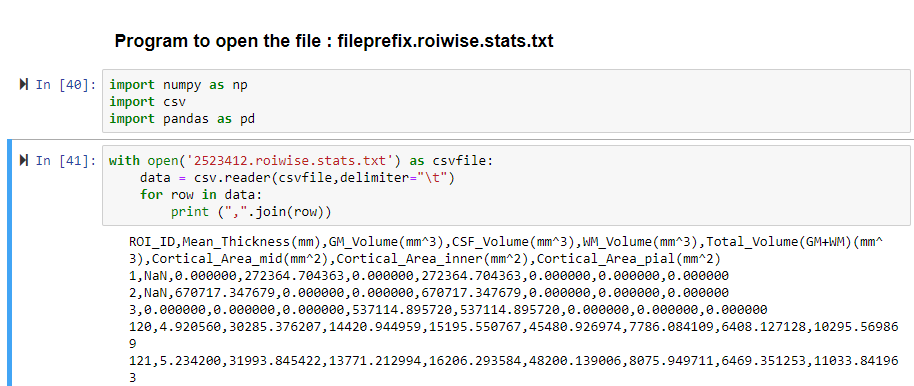 Program to open the file : fileprefix.roiwise.stats.txt
In [40]:
import numpy as np
import csv
import pandas as pd
In [41]:
with open('2523412.roiwise.stats.txt') as csvfile:
    data = csv.reader(csvfile,delimiter="\t")
    for row in data:
        print (",".join(row))
ROI_ID,Mean_Thickness(mm),GM_Volume(mm^3),CSF_Volume(mm^3),WM_Volume(mm^3),Total_Volume(GM+WM)(mm^
3),Cortical_Area_mid(mm^2),Cortical_Area_inner(mm^2),Cortical_Area_pial(mm^2)
1,NaN,0.000000,272364.704363,0.000000,272364.704363,0.000000,0.000000,0.000000
2,NaN,670717.347679,0.000000,0.000000,670717.347679,0.000000,0.000000,0.000000
3,0.000000,0.000000,0.000000,537114.895720,537114.895720,0.000000,0.000000,0.000000
120,4.920560,30285.376207,14420.944959,15195.550767,45480.926974,7786.084109,6408.127128,10295.56986
9
121,5.234200,31993.845422,13771.212994,16206.293584,48200.139006,8075.949711,6469.351253,11033.84196
3